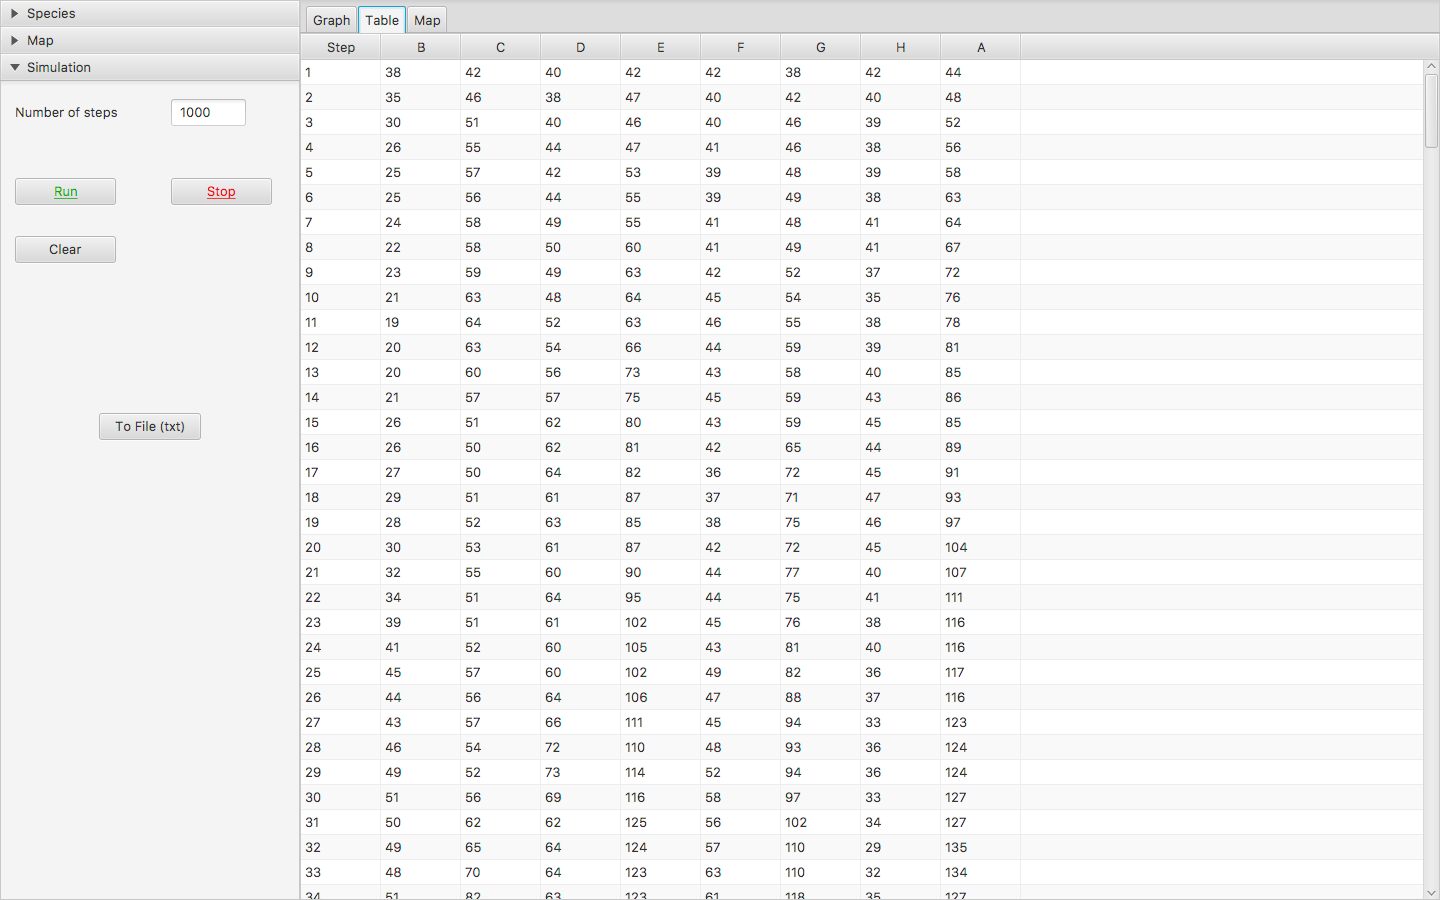 Species
Map
Simulation
Number of steps 1000
Run Stop
Clear
To File (txt)
Graph Table Map
Step B C D E F G H A
1 38 42 40 42 42 38 42 44
2 35 46 38 47 40 42 40 48
3 30 51 40 46 40 46 39 52
4 26 55 44 47 41 46 38 56
5 25 57 42 53 39 48 39 58
6 25 56 44 55 39 49 38 63
7 24 58 49 55 41 48 41 64
8 22 58 50 60 41 49 41 67
9 23 59 49 63 42 52 37 72
10 21 63 48 64 45 54 35 76
11 19 64 52 63 46 55 38 78
12 20 63 54 66 44 59 39 81
13 20 60 56 73 43 58 40 85
14 21 57 57 75 45 59 43 86
15 26 51 62 80 43 59 45 85
16 26 50 62 81 42 65 44 89
17 27 50 64 82 36 72 45 91
18 29 51 61 87 37 71 47 93
19 28 52 63 85 38 75 46 97
20 30 53 61 87 42 72 45 104
21 32 55 60 90 44 77 40 107
22 34 51 64 95 44 75 41 111
23 39 51 61 102 45 76 38 116
24 41 52 60 105 43 81 40 116
25 45 57 60 102 49 82 36 117
26 44 56 64 106 47 88 37 116
27 43 57 66 111 45 94 33 123
28 46 54 72 110 48 93 36 124
29 49 52 73 114 52 94 36 124
30 51 56 69 116 58 97 33 127
31 50 62 62 125 56 102 34 127
32 49 65 64 124 57 110 29 135
33 48 70 64 123 63 110 32 134
34 51 82 63 123 61 118 35 127